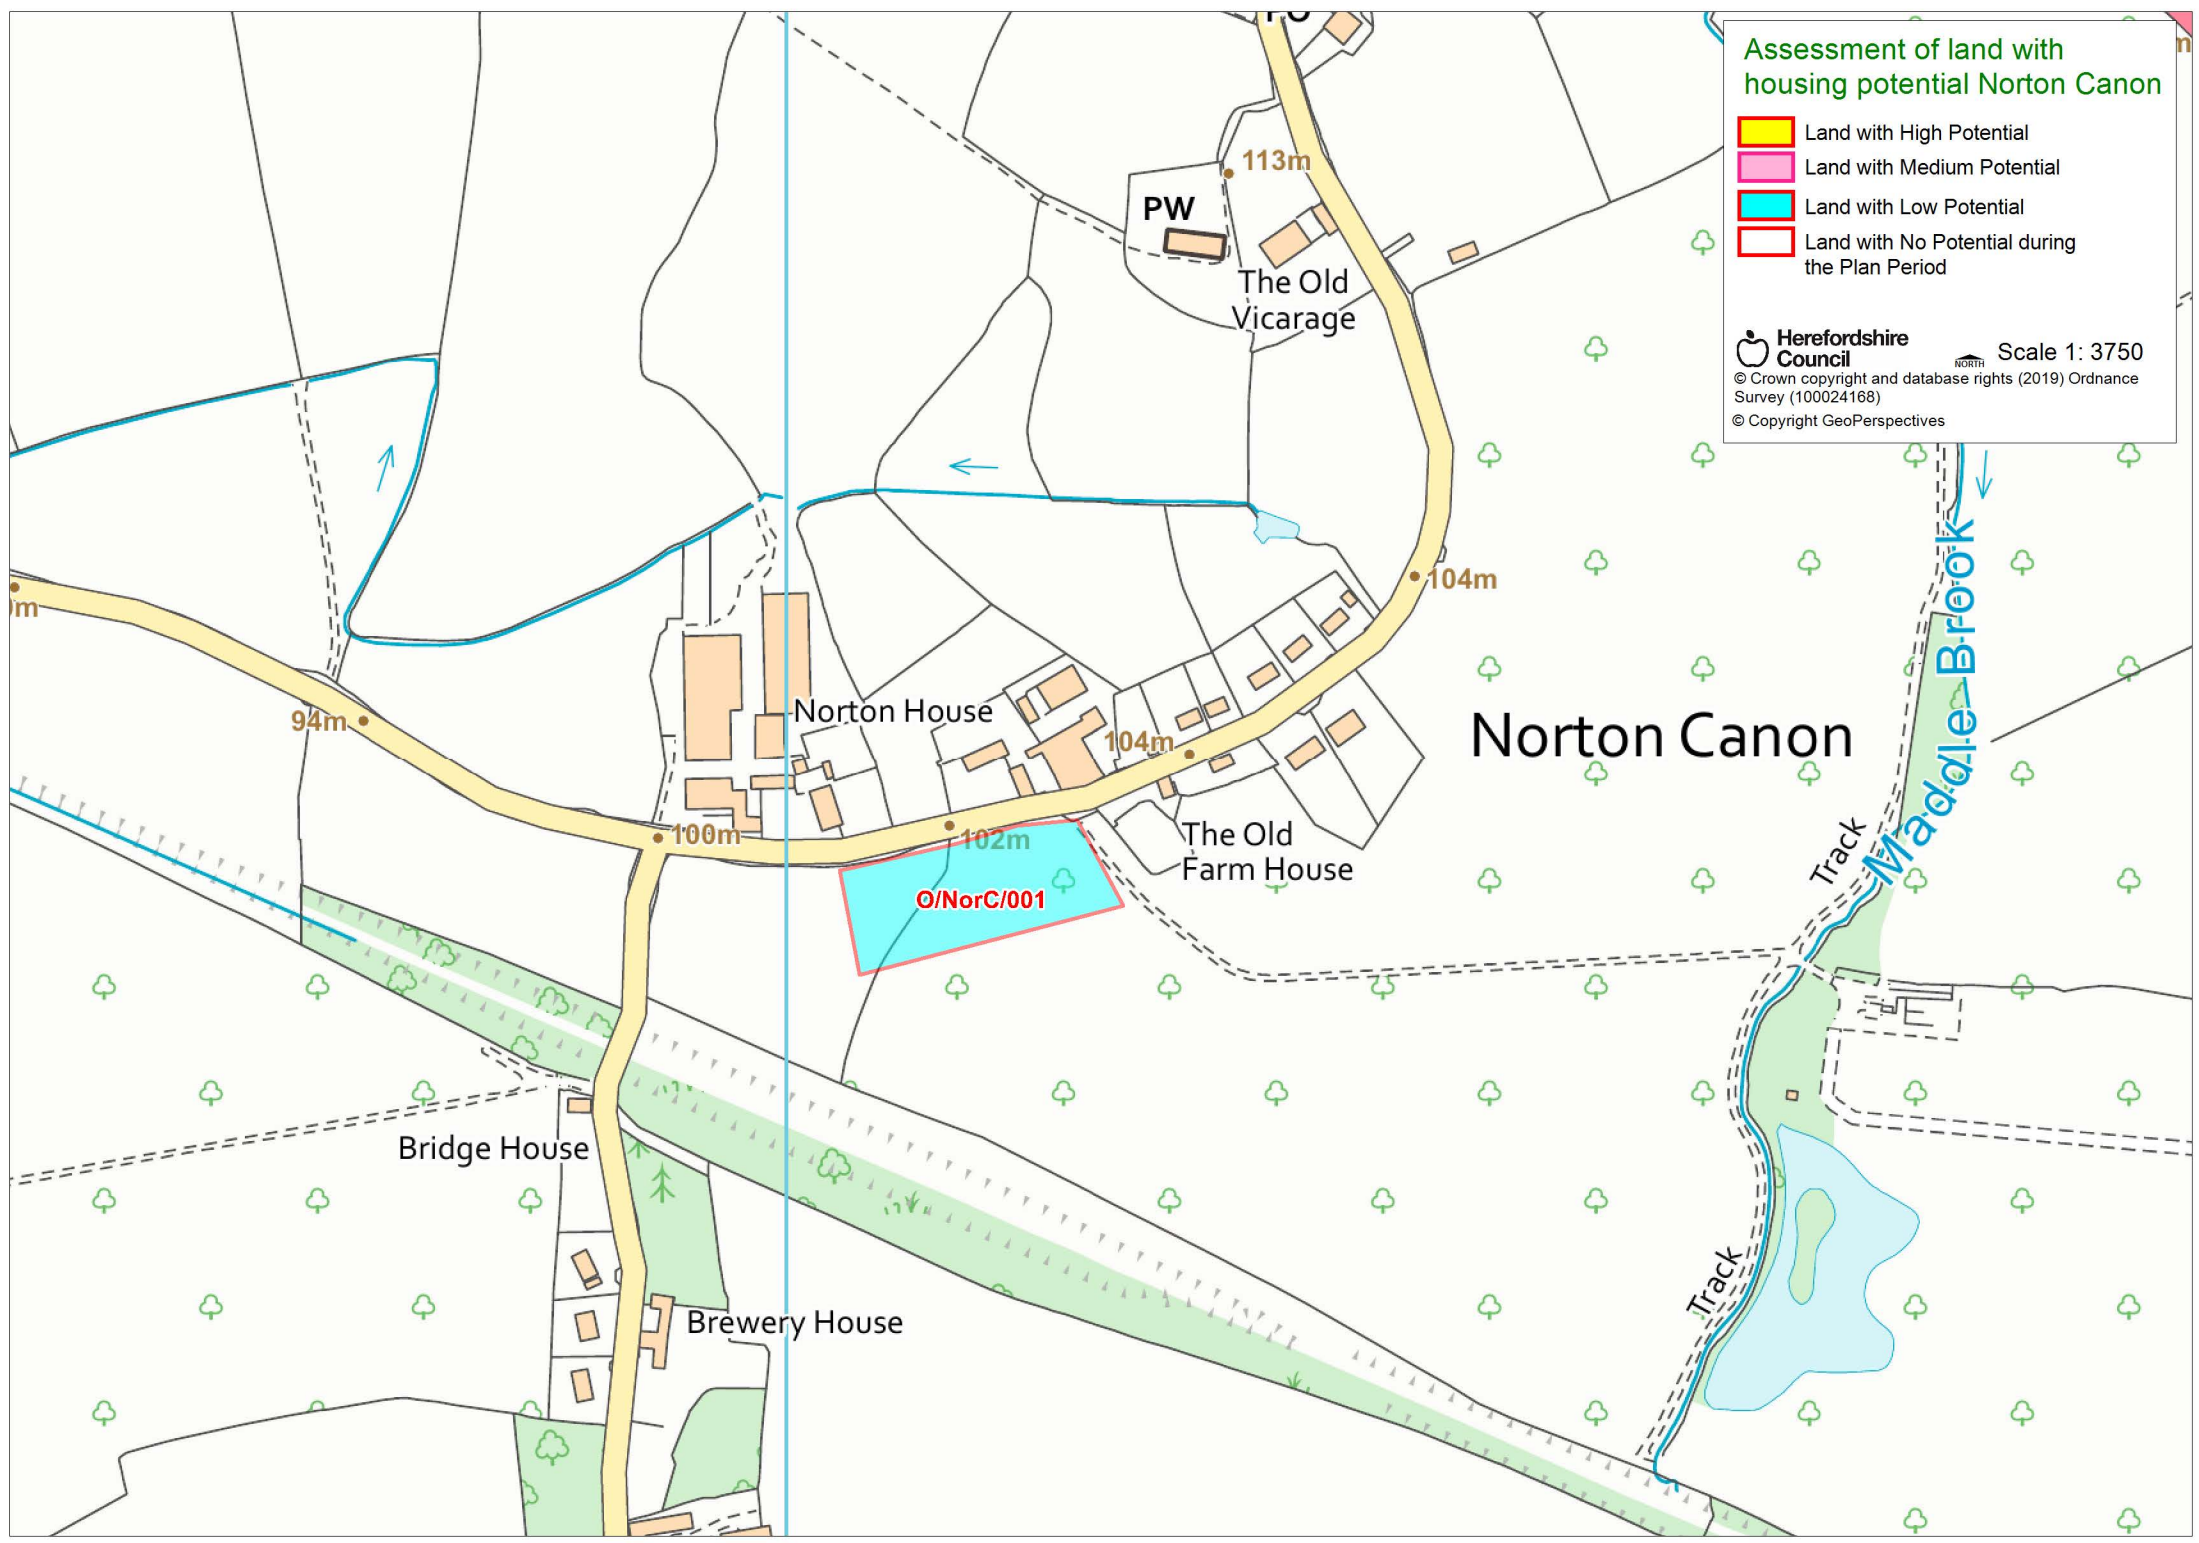 Assessment of land with
housing potential Norton Canon
Land with High Potential
Land with Medium Potential
Land with Low Potential
Land with No Potential during
the Plan Period
Herefordshire
Council
NORTH
Scale 1: 3750
© Crown copyright and database rights (2019) Ordnance
Survey (100024168)
© Copyright GeoPerspectives
113m
PW
The Old
Vicarage
104m
Maddle Brook
94m
Norton House
104m
Norton Canon
100m
102m
The Old
Farm House
Track
O/NorC/001
Bridge House
Track
Brewery House